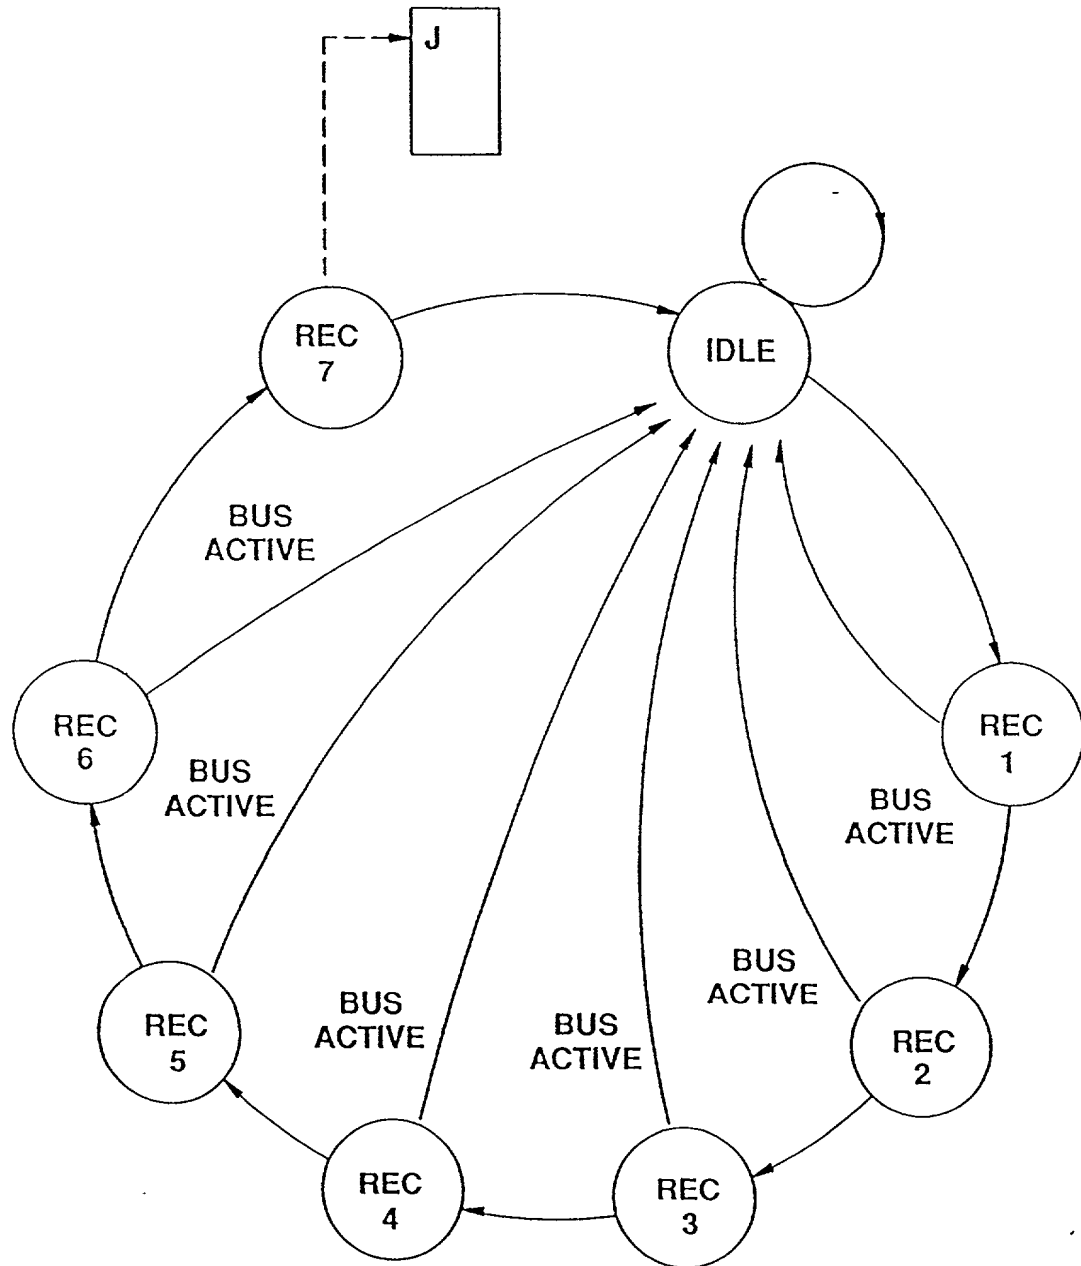 J
REC
7
IDLE
BUS
ACTIVE
REC
6
REC
1
BUS
ACTIVE
BUS
ACTIVE
BUS
ACTIVE
REC
5
BUS
ACTIVE
BUS
ACTIVE
REC
2
REC
4
REC
3